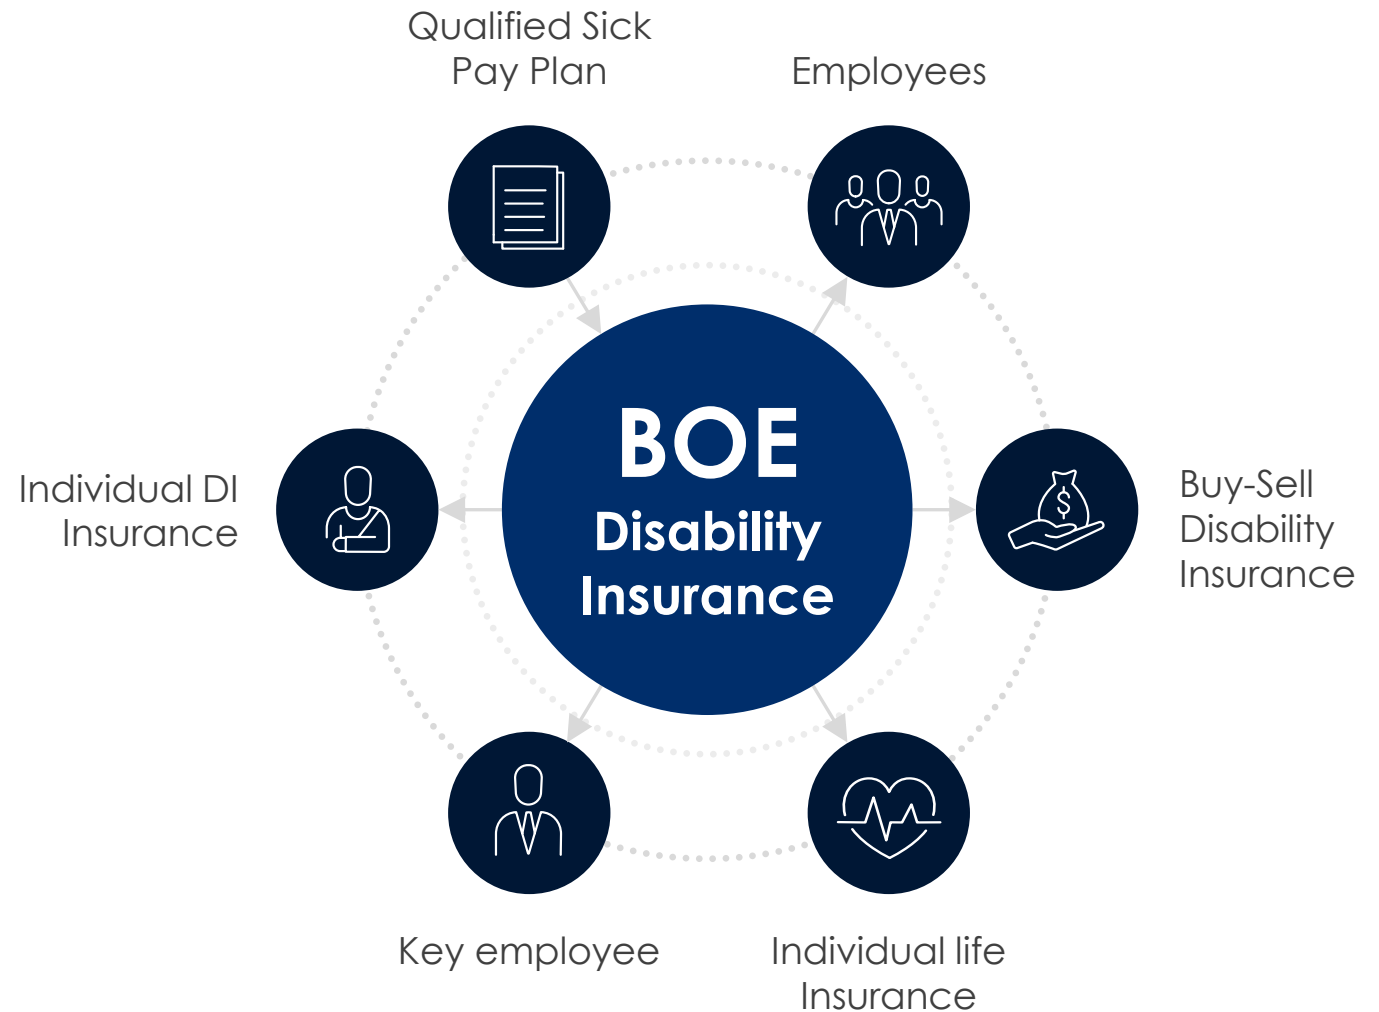 Qualified Sick
Pay Plan
Employees
BOE
Disability
Insurance
Individual DI
Insurance
$
Buy-Sell
Disability
Insurance
Key employee
Individual life
Insurance